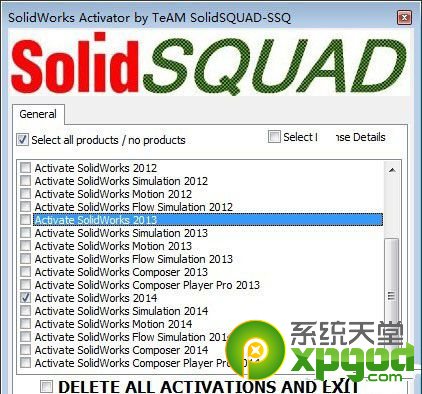 SolidWorks Activator by TeAM SolidSQUAD-SSQ
SolidSQUAD
General
Select all products / no products
Select l nse Details
Activate SolidWorks 2012
Activate SolidWorks Simulation 2012
Activate SolidWorks Motion 2012
Activate SolidWorks Flow Simulation 2012
Activate SolidWorks 2013
Activate SolidWorks Simulation 2013
Activate SolidWorks Motion 2013
Activate SolidWorks Flow Simulation 2013
Activate SolidWorks Composer 2013
Activate SolidWorks Composer Player Pro 2013
Activate SolidWorks 2014
Activate SolidWorks Simulation 2014
Activate SolidWorks Motion 2014
Activate SolidWorks Flow Simulation 2014
Activate SolidWorks Composer 2014
Activate SolidWorks Composer Player Pro 2014
系统天堂
xpgod.com
DELETE ALL ACTIVATIONS AND EXIT